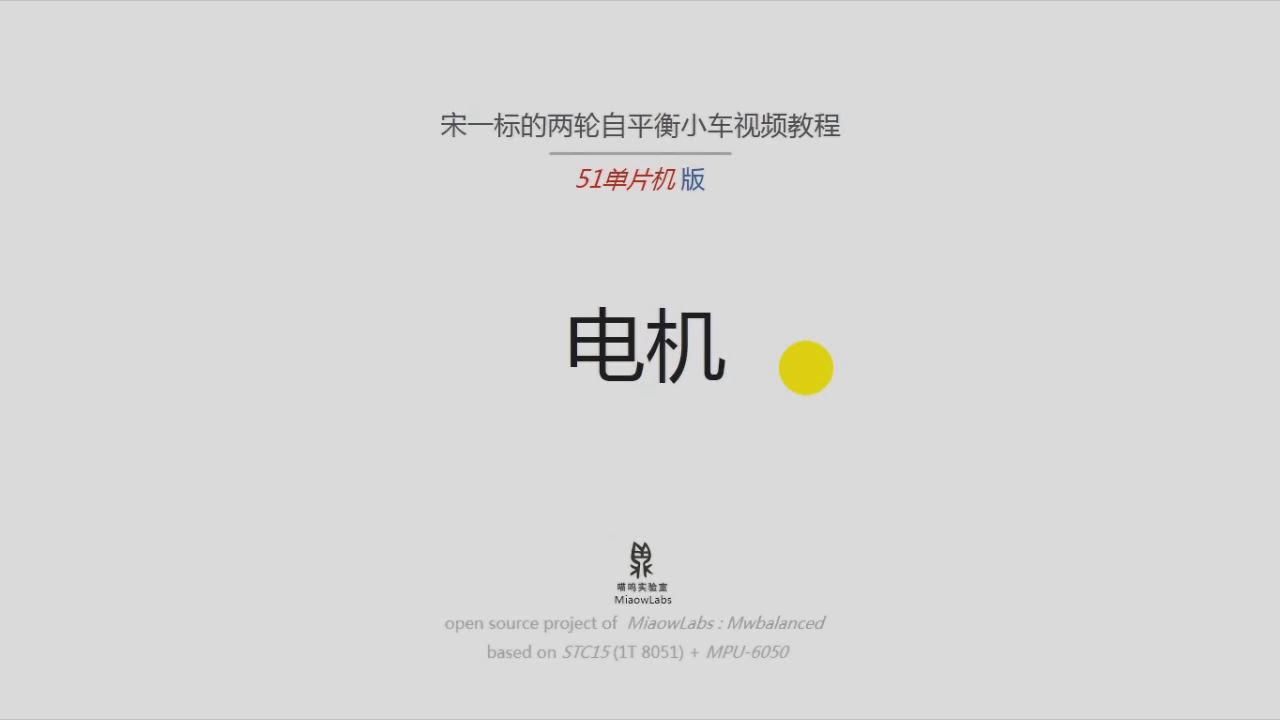 宋一标的两轮自平衡小车视频教程
51单片机 版
电机
喵呜实验室
MiaowLabs
open source project of MiaowLabs : Mwbalanced
based on STC15 (1T 8051) + MPU-6050